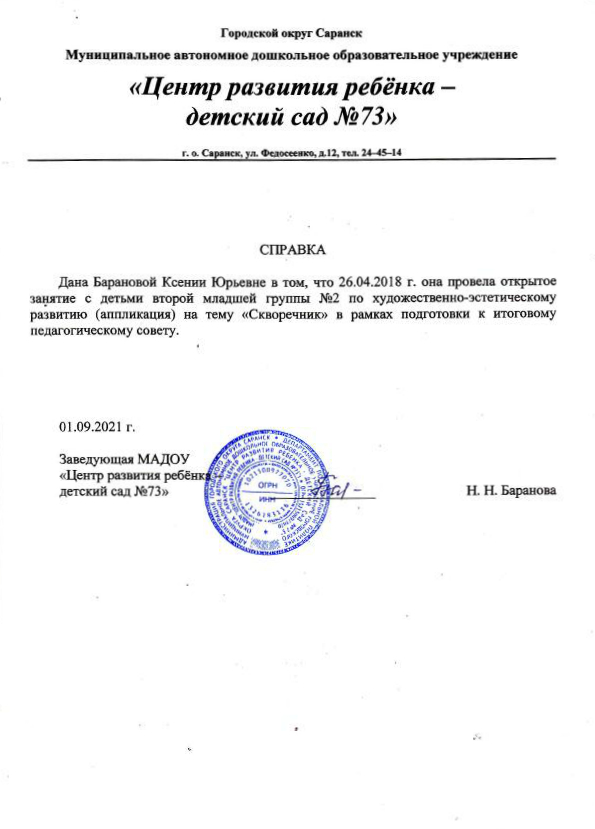 Городской округ Саранск
Муниципальное автономное дошкольное образовательное учреждение
«Центр развития ребёнка –
детский сад №73»
г. о. Саранск, ул. Федосеенко, д.12, тел. 24–45–14
СПРАВКА
Дана Барановой Ксении Юрьевне в том, что 26.04.2018 г. она провела открытое
занятие с детьми второй младшей группы №2 по художественно-эстетическому
развитию (аппликация) на тему «Скворечник» в рамках подготовки к итоговому
педагогическому совету.
01.09.2021 г.
Заведующая МАДОУ
«Центр развития ребёнка –
детский сад №73»
Н. Н. Баранова
ОГРН
ИНН